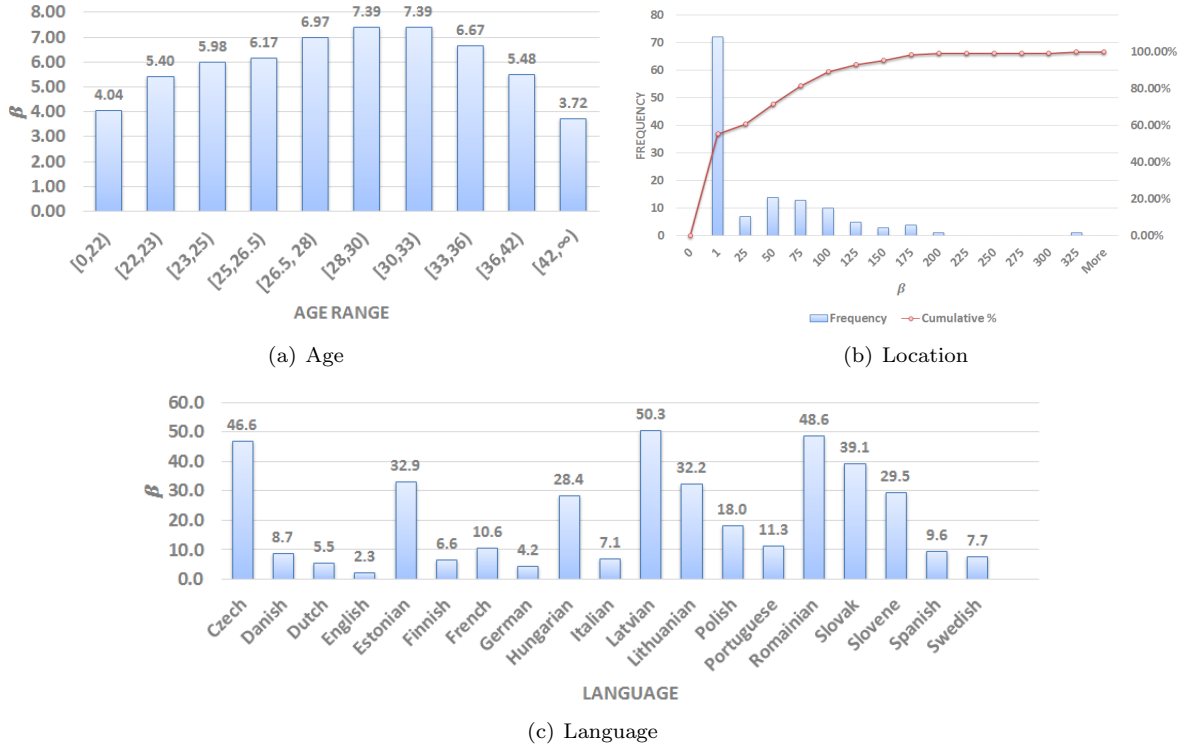 8.00
7.00
6.00
5.00
4.00
3.00
2.00
1.00
0.00
β
4.04
5.40
5.98
6.17
6.97
7.39
7.39
6.67
5.48
3.72
[0,22)
[22,23)
[23,25)
[25,26.5)
[26.5, 28)
[28,30)
[30,33)
[33,36)
[36,42)
[42,∞)
AGE RANGE
(a) Age
80
70
60
50
40
30
20
10
0
FREQUENCY
100.00%
80.00%
60.00%
40.00%
20.00%
0.00%
0
1
25
50
75
100
125
150
175
200
225
250
275
300
325
More
β
Frequency
Cumulative %
(b) Location
60.0
50.0
40.0
30.0
20.0
10.0
0.0
β
46.6
8.7
5.5
2.3
32.9
6.6
10.6
4.2
28.4
7.1
50.3
32.2
18.0
11.3
48.6
39.1
29.5
9.6
7.7
Czech
Danish
Dutch
English
Estonian
Finnish
French
German
Hungarian
Italian
Latvian
Lithuanian
Polish
Portuguese
Romainian
Slovak
Slovene
Spanish
Swedish
LANGUAGE
(c) Language